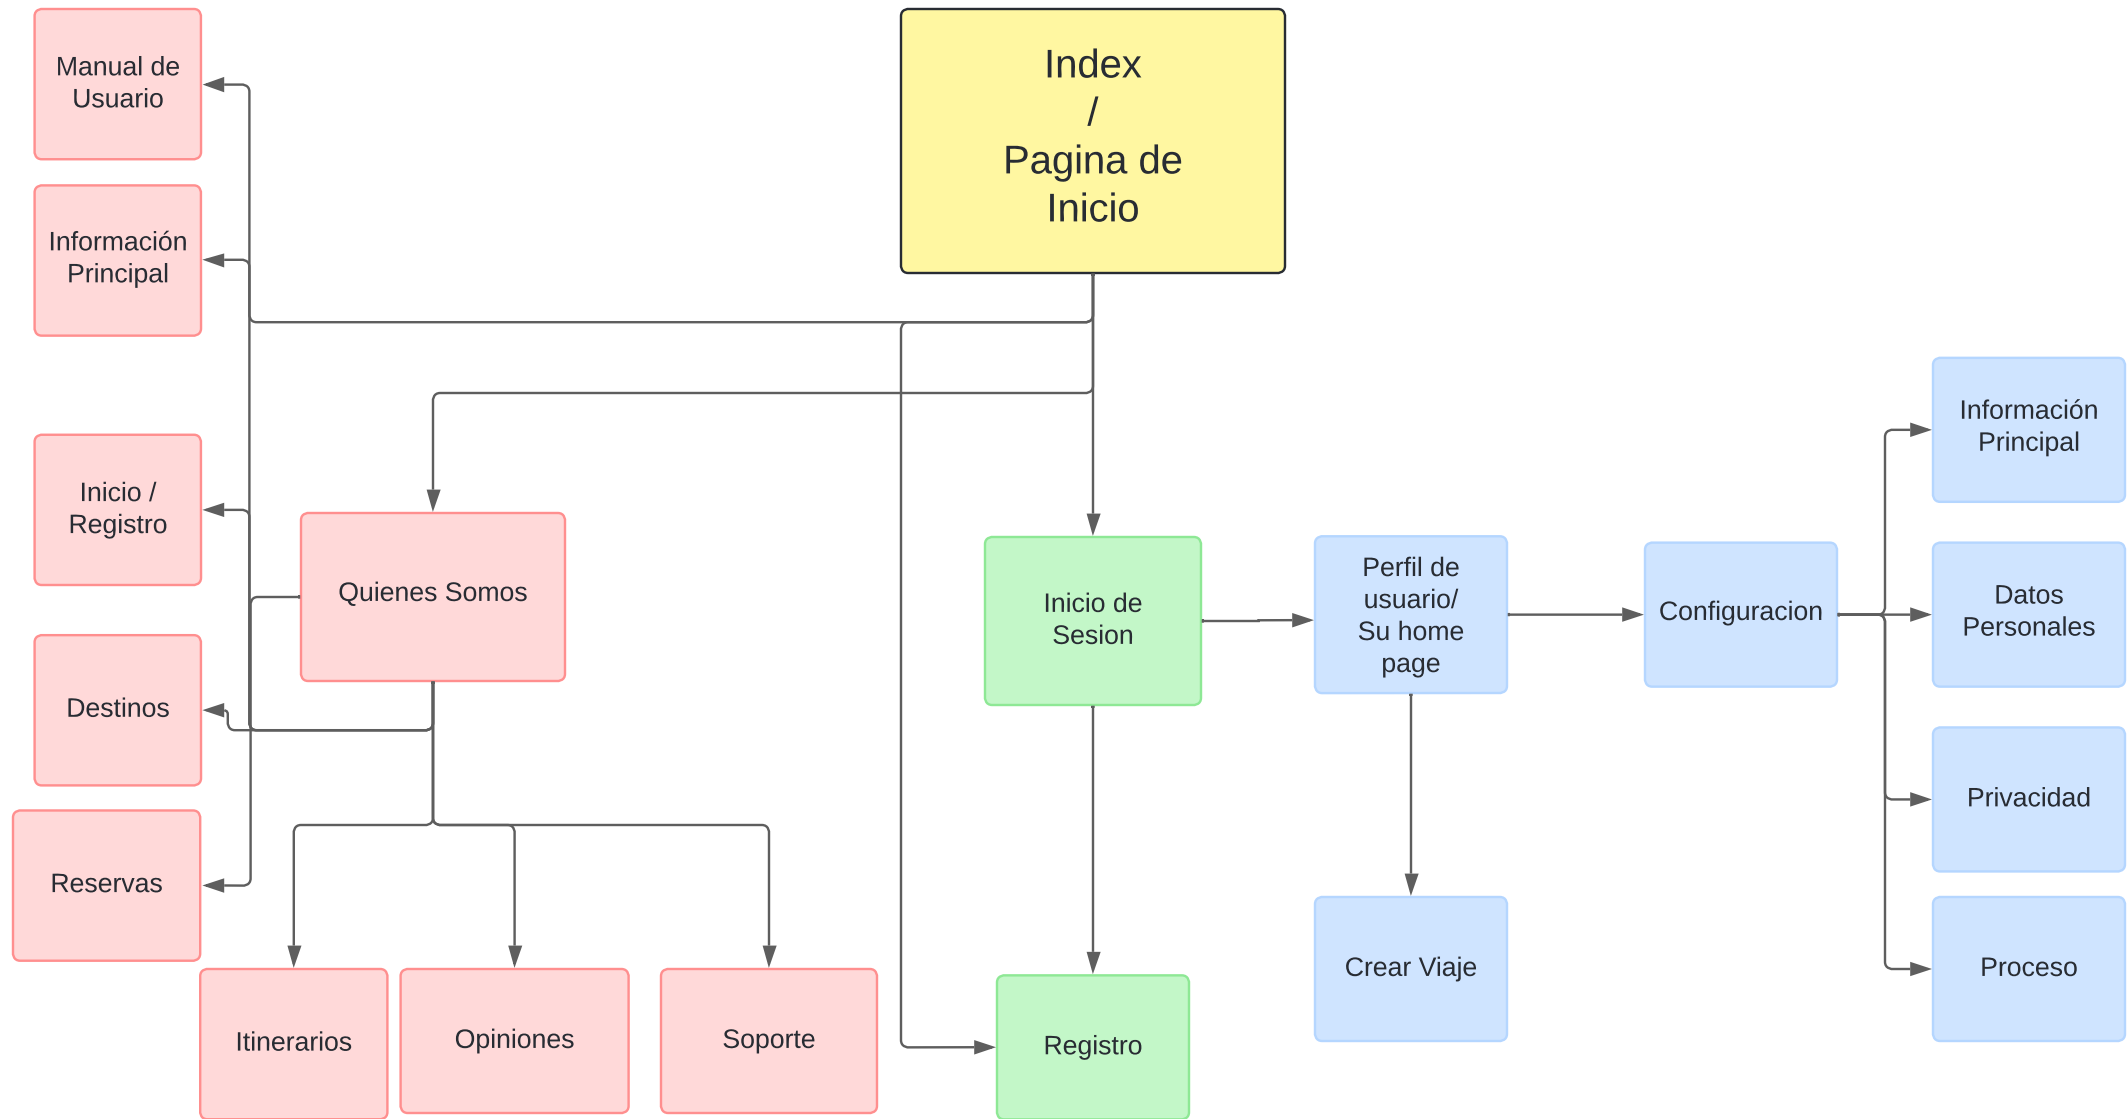 Manual de
Usuario
Index
/
Pagina de
Inicio
Información
Principal
Inicio /
Registro
Quienes Somos
Destinos
Reservas
Itinerarios
Opiniones
Soporte
Inicio de
Sesion
Registro
Perfil de
usuario/
Su home
page
Crear Viaje
Configuracion
Información
Principal
Datos
Personales
Privacidad
Proceso